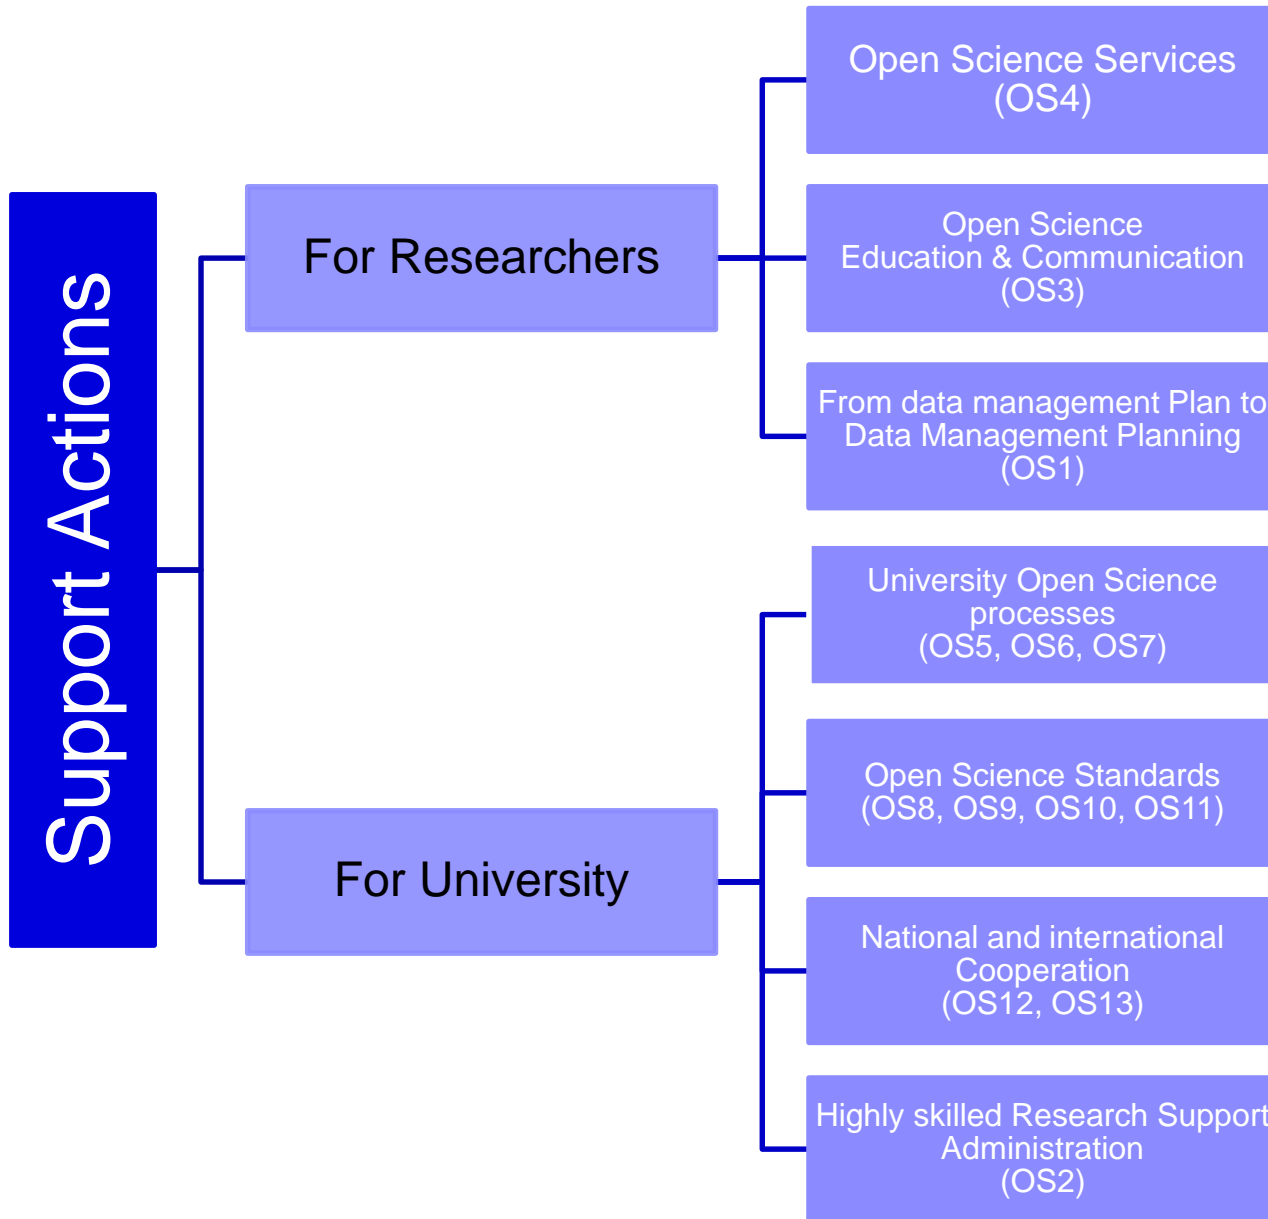 Support Actions
For Researchers
Open Science Services
(OS4)
Open Science
Education & Communication
(OS3)
From data management Plan to
Data Management Planning
(OS1)
For University
University Open Science
processes
(OS5, OS6, OS7)
Open Science Standards
(OS8, OS9, OS10, OS11)
National and international
Cooperation
(OS12, OS13)
Highly skilled Research Support
Administration
(OS2)